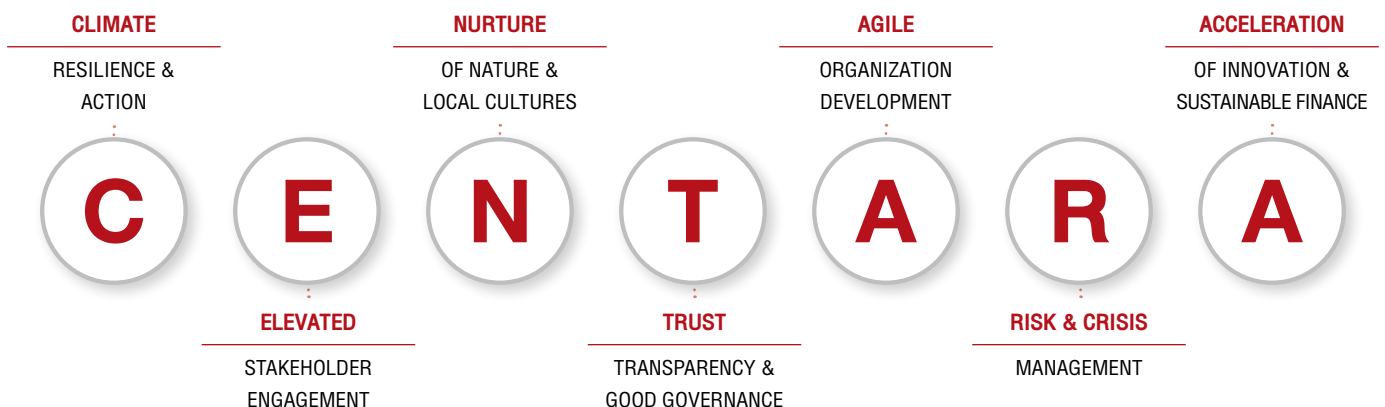 CLIMATE
RESILIENCE &
ACTION
NURTURE
OF NATURE &
LOCAL CULTURES
AGILE
ORGANIZATION
DEVELOPMENT
ACCELERATION
OF INNOVATION &
SUSTAINABLE FINANCE
C E N T A R A
ELEVATED
STAKEHOLDER
ENGAGEMENT
TRUST
TRANSPARENCY &
GOOD GOVERNANCE
RISK & CRISIS
MANAGEMENT